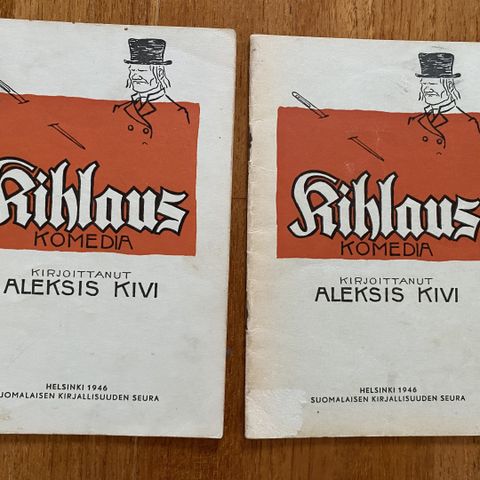 Kihlaus
KOMEDIA
KIRJOITTANUT
ALEKSIS KIVI
HELSINKI 1946
SUOMALAISEN KIRJALLISUUDEN SEURA
Kihlaus
KOMEDIA
KIRJOITTANUT
ALEKSIS KIVI
HELSINKI 1946
SUOMALAISEN KIRJALLISUUDEN SEURA